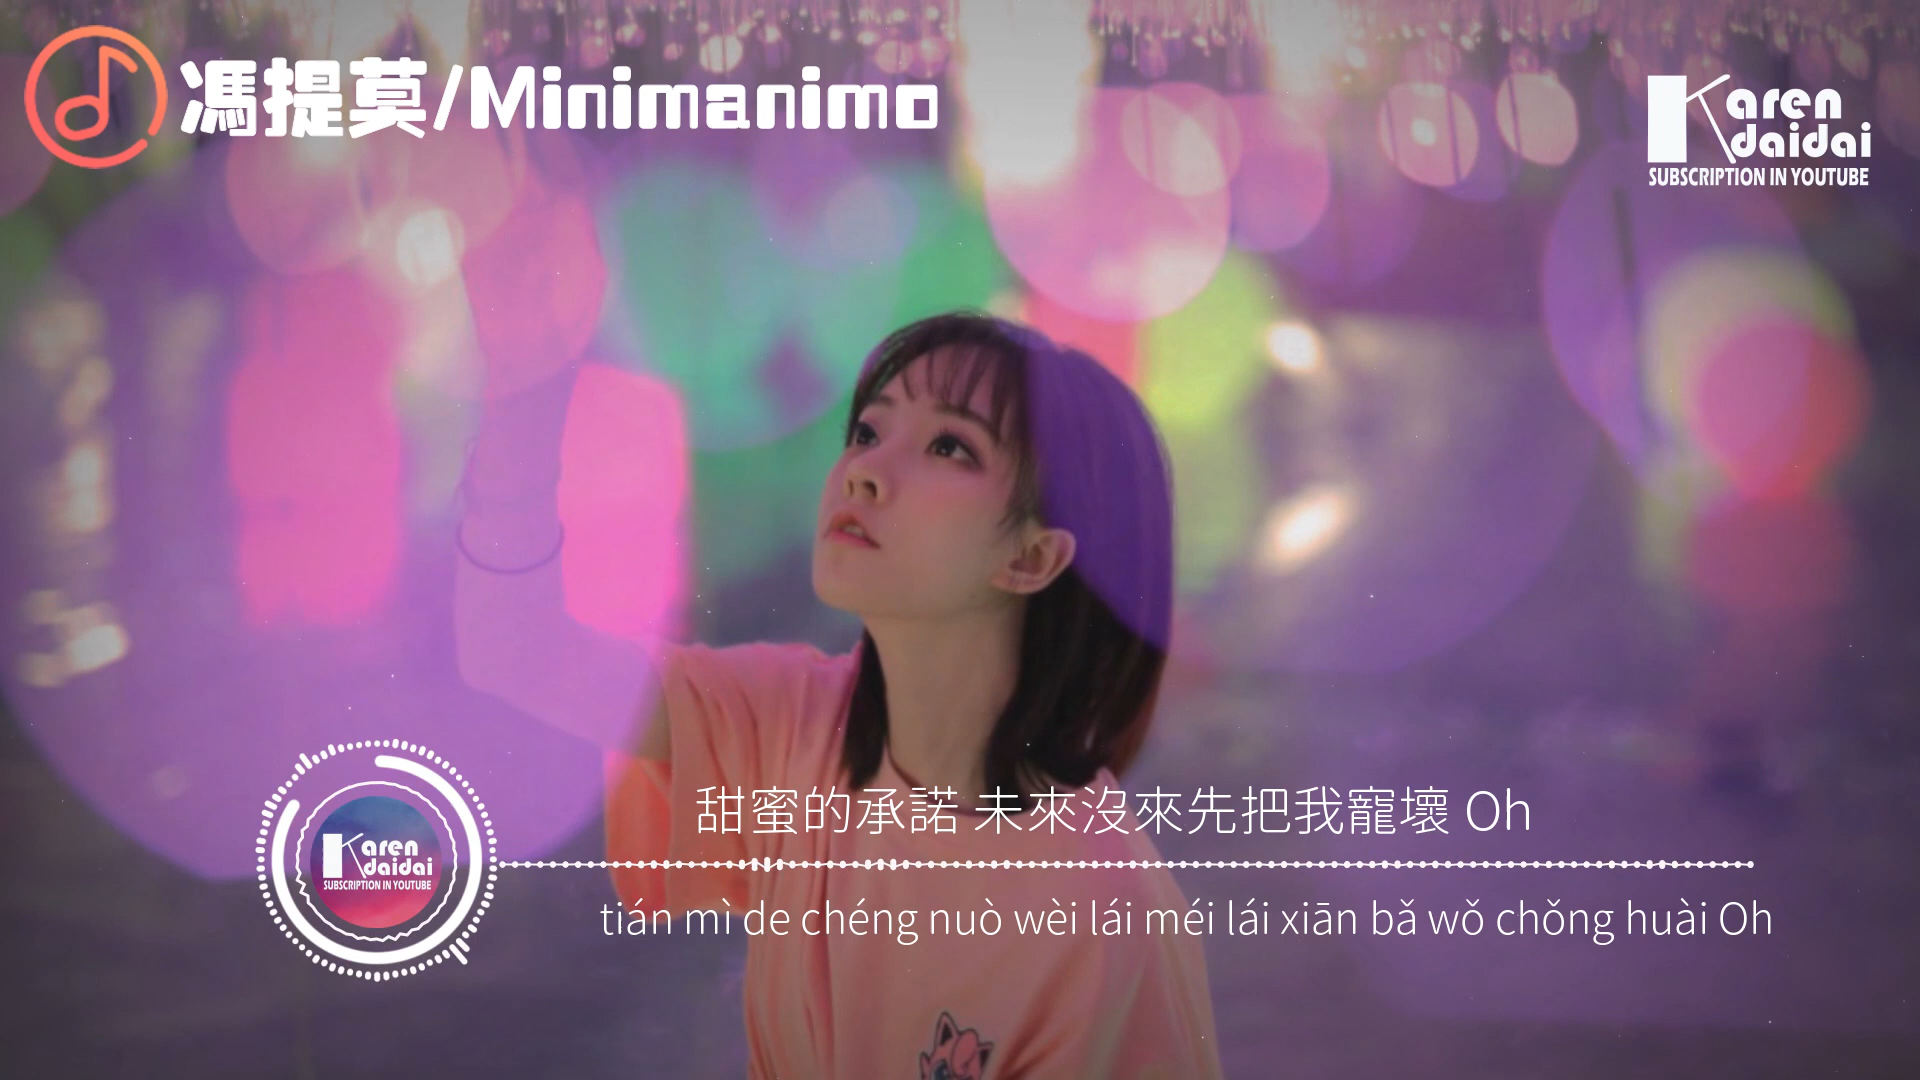 馮提莫/Minimanimo
Karen
daidai
SUBSCRIPTION IN YOUTUBE
甜蜜的承諾 未來沒來先把我寵壞 Oh
Karen
daidai
SUBSCRIPTION IN YOUTUBE
tián mì de chéng nuò wèi lái méi lái xiān bǎ wǒ chǒng huài Oh